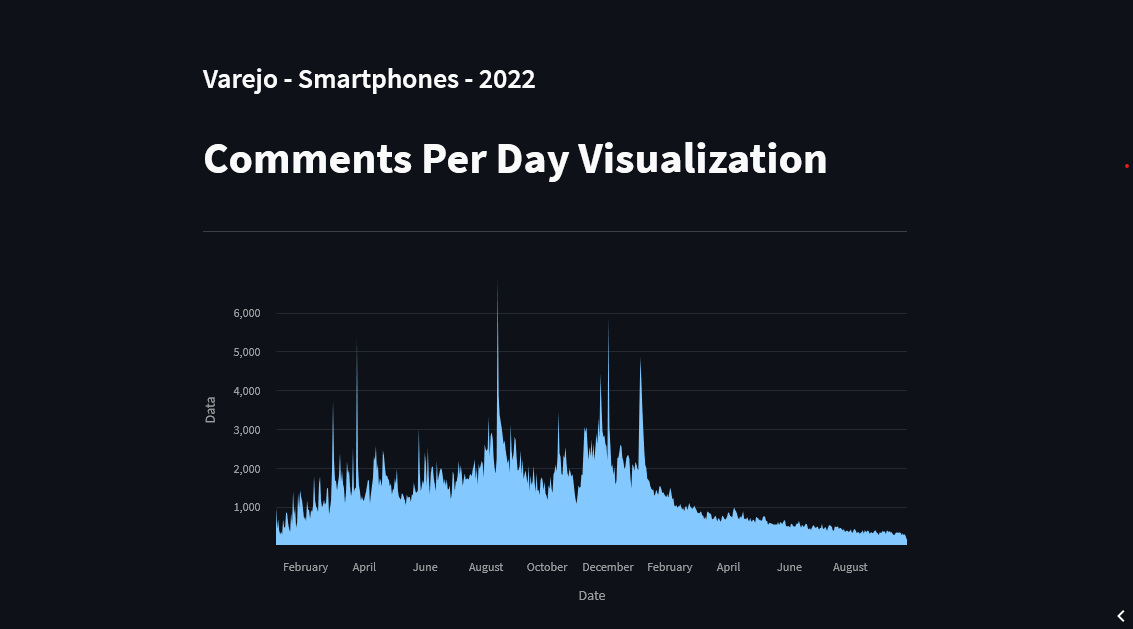 Varejo - Smartphones - 2022
Comments Per Day Visualization
6,000
5,000
4,000
3,000
2,000
1,000
Data
February April June August October December February April June August
Date